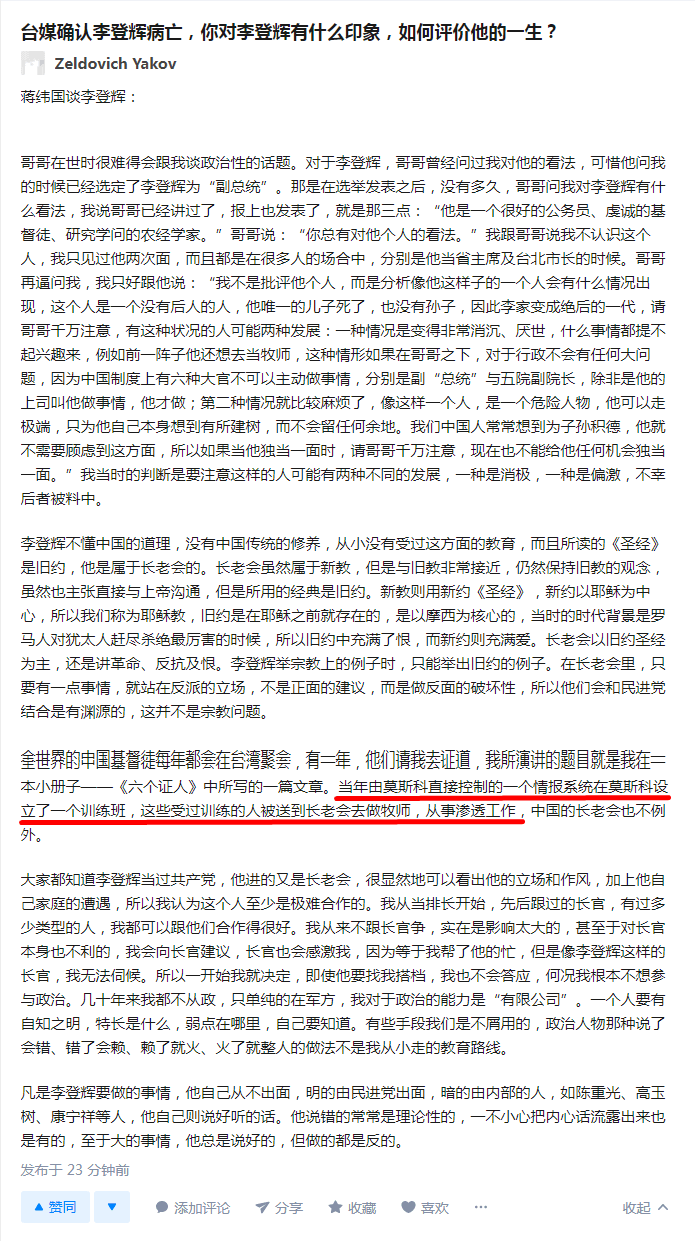 台媒确认李登辉病亡，你对李登辉有什么印象，如何评价他的一生？
Zeldovich Yakov
蒋纬国谈李登辉：
哥哥在世时很难得会跟我谈政治性的话题。对于李登辉，哥哥曾经问过我对他的看法，可惜他问我
的时候已经选定了李登辉为“副总统”。那是在选举发表之后，没有多久，哥哥问我对李登辉有什
么看法，我说哥哥已经讲过了，报上也发表了，就是那三点：“他是一个很好的公务员、虔诚的基
督徒、研究学问的农经学家。”哥哥说：“你总有对他个人的看法。”我跟哥哥说我不认识这个
人，我只见过他两次面，而且都是在很多人的场合中，分别是他当省主席及台北市长的时候。哥哥
再逼问我，我只好跟他说：“我不是批评他个人，而是分析像他这样子的一个人会有什么情况出
现，这个人是一个没有后人的人，他唯一的儿子死了，也没有孙子，因此李家变成绝后的一代，请
哥哥千万注意，有这种状况的人可能两种发展：一种情况是变得非常消沉、厌世，什么事情都提不
起兴趣来，例如前一阵子他还想去当牧师，这种情形如果在哥哥之下，对于行政不会有任何大问
题，因为中国制度上有六种大官不可以主动做事情，分别是副“总统”与五院副院长，除非是他的
上司叫他做事情，他才做；第二种情况就比较麻烦了，像这样一个人，是一个危险人物，他可以走
极端，只为他自己本身想到有所建树，而不会留任何余地。我们中国人常常想到为子孙积德，他就
不需要顾虑到这方面，所以如果当他独当一面时，请哥哥千万注意，现在也不能给他任何机会独当
一面。”我当时的判断是要注意这样的人可能有两种不同的发展，一种是消极，一种是偏激，不幸
后者被料中。
李登辉不懂中国的道理，没有中国传统的修养，从小没有受过这方面的教育，而且所读的《圣经》
是旧约，他是属于长老会的。长老会虽然属于新教，但是与旧教非常接近，仍然保持旧教的观念，
虽然也主张直接与上帝沟通，但是所用的经典是旧约。新教则用新约《圣经》，新约以耶稣为中
心，所以我们称为耶稣教，旧约是在耶稣之前就存在的，是以摩西为核心的，当时的时代背景是罗
马人对犹太人赶尽杀绝最厉害的时候，所以旧约中充满了恨，而新约则充满爱。长老会以旧约圣经
为主，还是讲革命、反抗及恨。李登辉举宗教上的例子时，只能举出旧约的例子。在长老会里，只
要有一点事情，就站在反派的立场，不是正面的建议，而是做反面的破坏性，所以他们会和民进党
结合是有渊源的，这并不是宗教问题。
全世界的中国基督徒每年都会在台湾聚会，有一年，他们请我去证道，我所演讲的题目就是我在一
本小册子——《六个证人》中所写的一篇文章。当年由莫斯科直接控制的一个情报系统在莫斯科设
立了一个训练班，这些受过训练的人被送到长老会去做牧师，从事渗透工作，中国的长老会也不例
外。
大家都知道李登辉当过共产党，他进的又是长老会，很显然地可以看出他的立场和作风，加上他自
己家庭的遭遇，所以我认为这个人至少是极难合作的。我从当排长开始，先后跟过的长官，有过多
少类型的人，我都可以跟他们合作得很好。我从来不跟长官争，实在是影响太大的，甚至于对长官
本身也不利的，我会向长官建议，长官也会感激我，因为等于我帮了他的忙，但是像李登辉这样的
长官，我无法伺候。所以一开始我就决定，即使他要找我搭档，我也不会答应，何况我根本不想参
与政治。几十年来我都不从政，只单纯的在军方，我对于政治的能力是“有限公司”。一个人要有
自知之明，特长是什么，弱点在哪里，自己要知道。有些手段我们是不屑用的，政治人物那种说了
会错、错了会赖、赖了就火、火了就整人的做法不是我从小走的教育路线。
凡是李登辉要做的事情，他自己从不出面，明的由民进党出面，暗的由内部的人，如陈重光、高玉
树、康宁祥等人，他自己则说好听的话。他说错的常常是理论性的，一不小心把内心话流露出来也
是有的，至于大的事情，他总是说好的，但做的都是反的。
发布于 23 分钟前
赞同 添加评论 分享 收藏 喜欢 ··· 收起